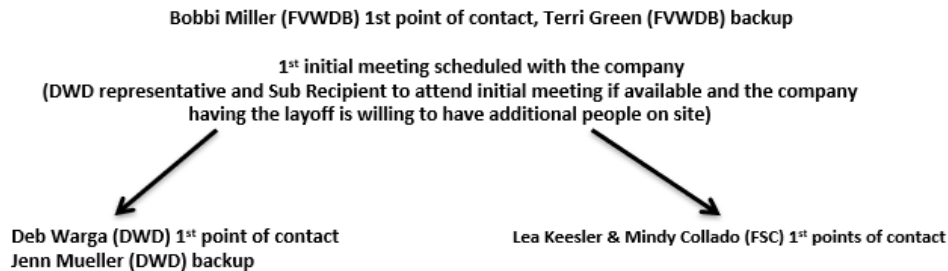 Bobbi Miller (FVWDB) 1st point of contact, Terri Green (FVWDB) backup
1st initial meeting scheduled with the company
(DWD representative and Sub Recipient to attend initial meeting if available and the company
having the layoff is willing to have additional people on site)
Deb Warga (DWD) 1st point of contact
Jenn Mueller (DWD) backup
Lea Keesler & Mindy Collado (FSC) 1st points of contact